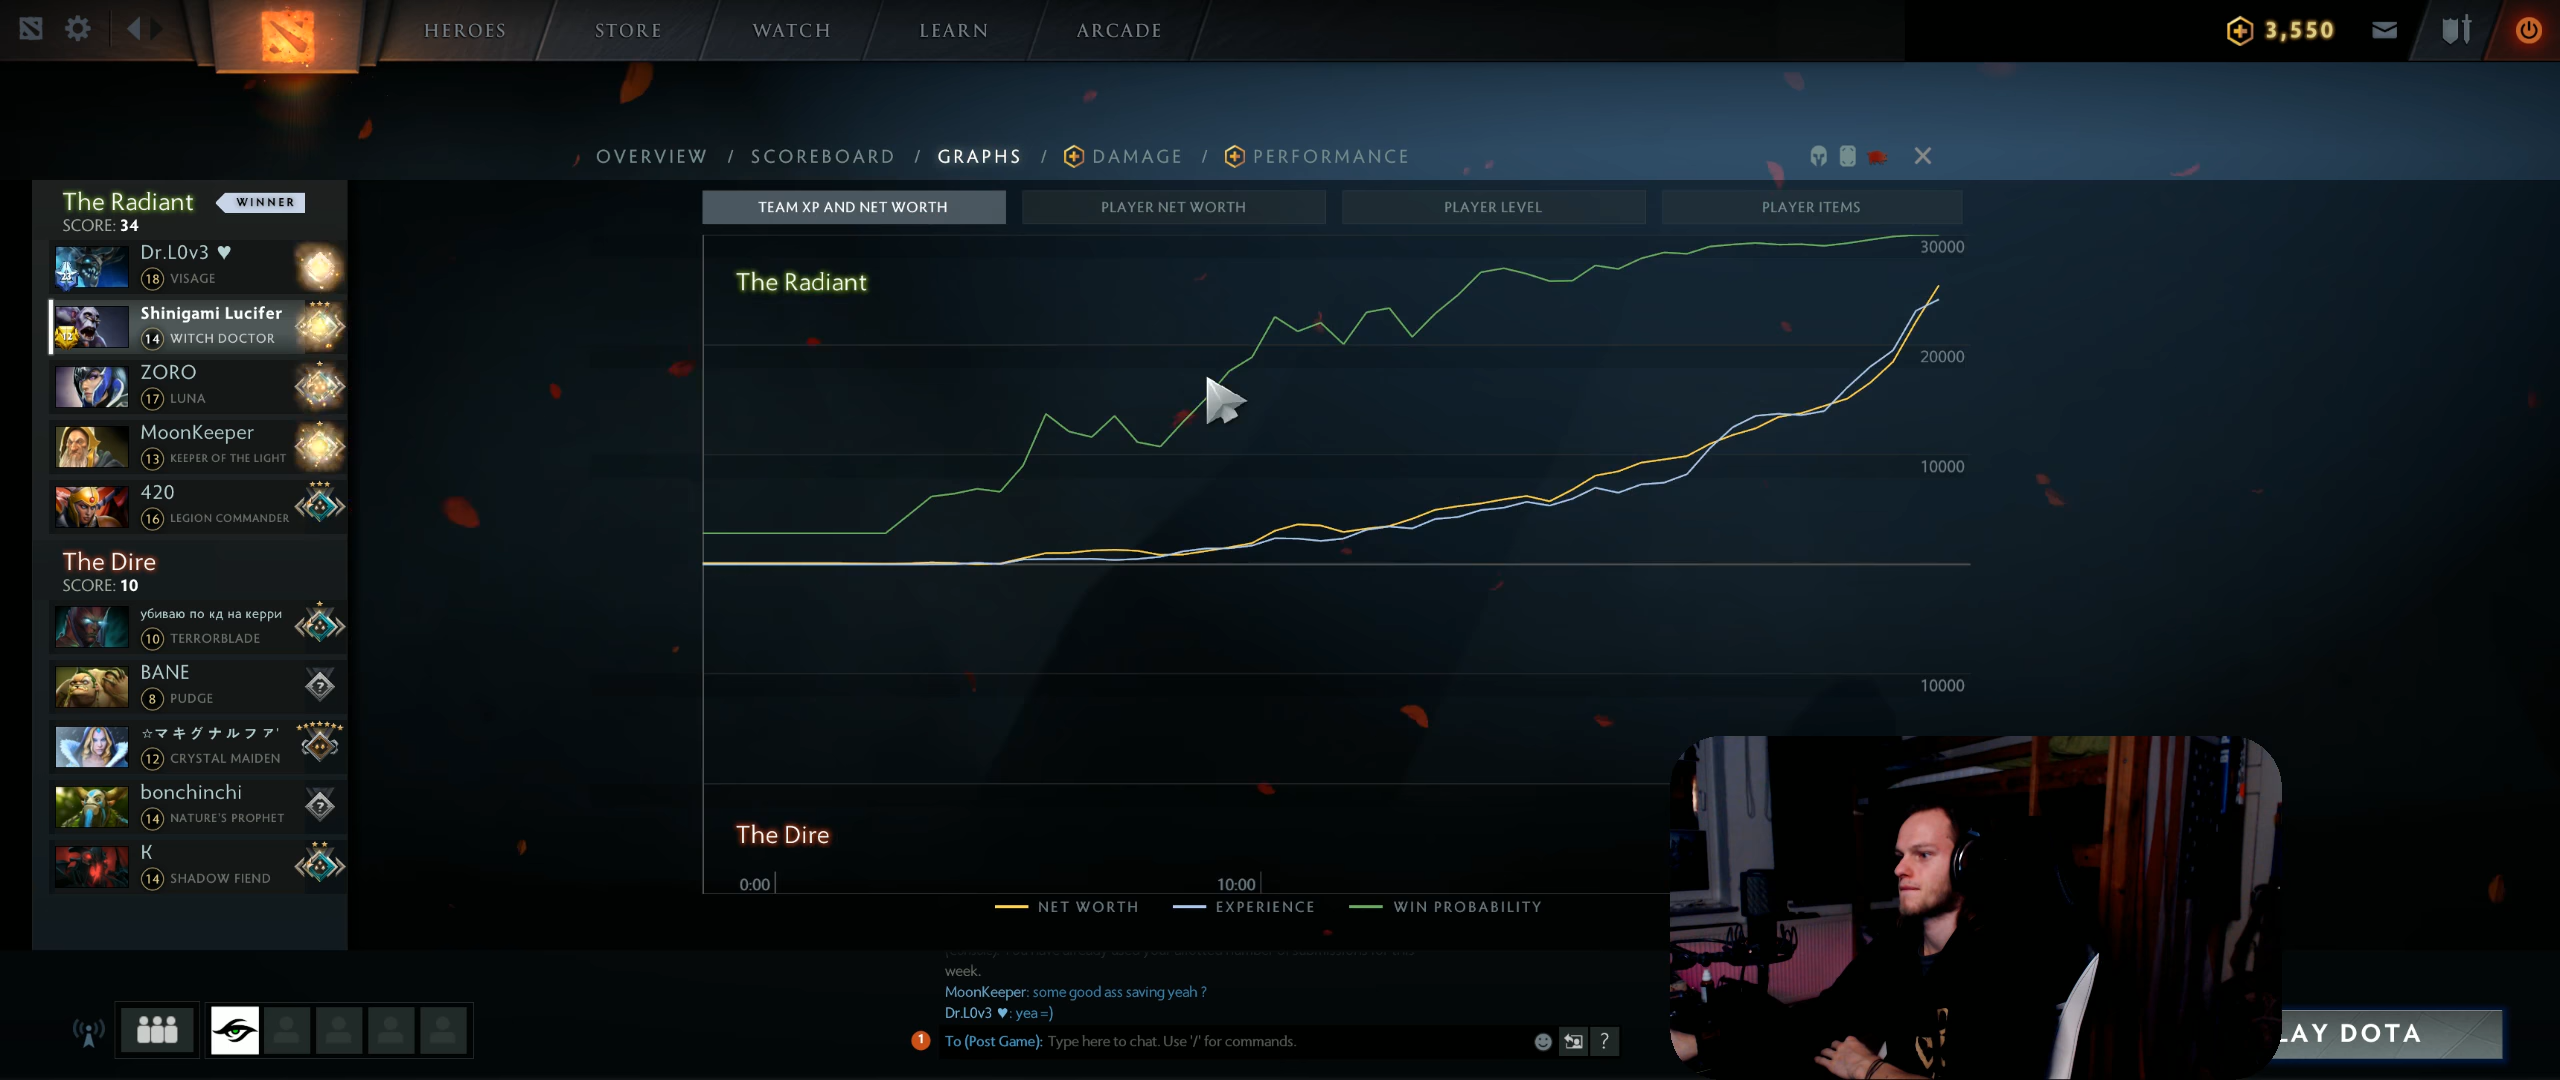 HEROES
STORE
WATCH
LEARN
ARCADE
3,550
OVERVIEW / SCOREBOARD / GRAPHS / DAMAGE / PERFORMANCE
The Radiant
WINNER
SCORE: 34
Dr.L0v3 ♥
18 VISAGE
Shinigami Lucifer
14 WITCH DOCTOR
ZORO
17 LUNA
MoonKeeper
13 KEEPER OF THE LIGHT
420
16 LEGION COMMANDER
The Dire
SCORE: 10
убиваю по кд на керри
10 TERRORBLADE
BANE
8 PUDGE
☆マキグナルファ
12 CRYSTAL MAIDEN
bonchinchi
14 NATURE'S PROPHET
K
14 SHADOW FIEND
TEAM XP AND NET WORTH
PLAYER NET WORTH
PLAYER LEVEL
PLAYER ITEMS
The Radiant
30000
20000
10000
10000
The Dire
0:00
10:00
NET WORTH
EXPERIENCE
WIN PROBABILITY
week.
MoonKeeper: some good ass saving yeah ?
Dr.L0v3 ♥: yea =)
1
To (Post Game): Type here to chat. Use '/' for commands.
?
LAY DOTA